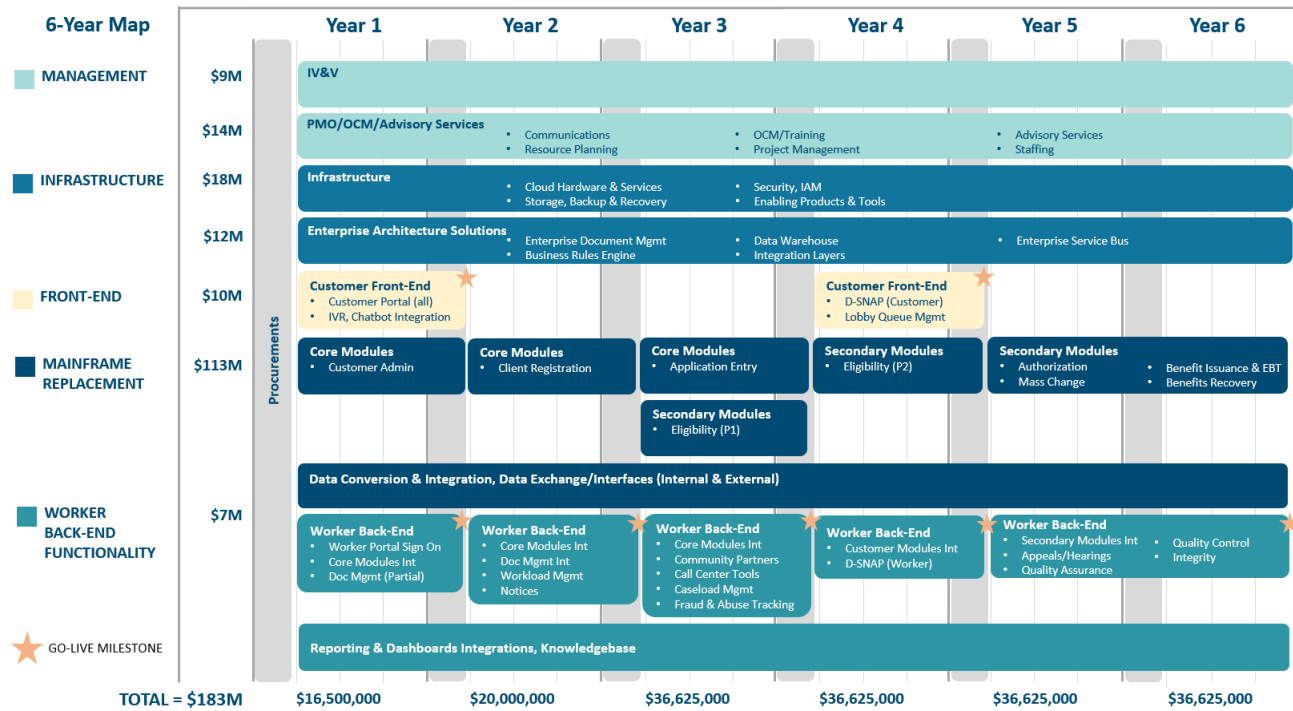 6-Year Map
Year 1
Year 2
Year 3
Year 4
Year 5
Year 6
MANAGEMENT
$9M
IV&V
$14M
PMO/OCM/Advisory Services
• Communications
• Resource Planning
• OCM/Training
• Project Management
• Advisory Services
• Staffing
INFRASTRUCTURE
$18M
Infrastructure
• Cloud Hardware & Services
• Storage, Backup & Recovery
• Security, IAM
• Enabling Products & Tools
$12M
Enterprise Architecture Solutions
• Enterprise Document Mgmt
• Business Rules Engine
• Data Warehouse
• Integration Layers
• Enterprise Service Bus
FRONT-END
$10M
Customer Front-End
• Customer Portal (all)
• IVR, Chatbot Integration
Customer Front-End
• D-SNAP (Customer)
• Lobby Queue Mgmt
Procurements
MAINFRAME
REPLACEMENT
$113M
Core Modules
• Customer Admin
Core Modules
• Client Registration
Core Modules
• Application Entry
Secondary Modules
• Eligibility (P2)
Secondary Modules
• Authorization
• Mass Change
• Benefit Issuance & EBT
• Benefits Recovery
Secondary Modules
• Eligibility (P1)
Data Conversion & Integration, Data Exchange/Interfaces (Internal & External)
WORKER
BACK-END
FUNCTIONALITY
$7M
Worker Back-End
• Worker Portal Sign On
• Core Modules Int
• Doc Mgmt (Partial)
Worker Back-End
• Core Modules Int
• Doc Mgmt Int
• Workload Mgmt
• Notices
Worker Back-End
• Core Modules Int
• Community Partners
• Call Center Tools
• Caseload Mgmt
• Fraud & Abuse Tracking
Worker Back-End
• Customer Modules Int
• D-SNAP (Worker)
Worker Back-End
• Secondary Modules Int
• Appeals/Hearings
• Quality Assurance
• Quality Control
• Integrity
GO-LIVE MILESTONE
Reporting & Dashboards Integrations, Knowledgebase
TOTAL = $183M
$16,500,000
$20,000,000
$36,625,000
$36,625,000
$36,625,000
$36,625,000